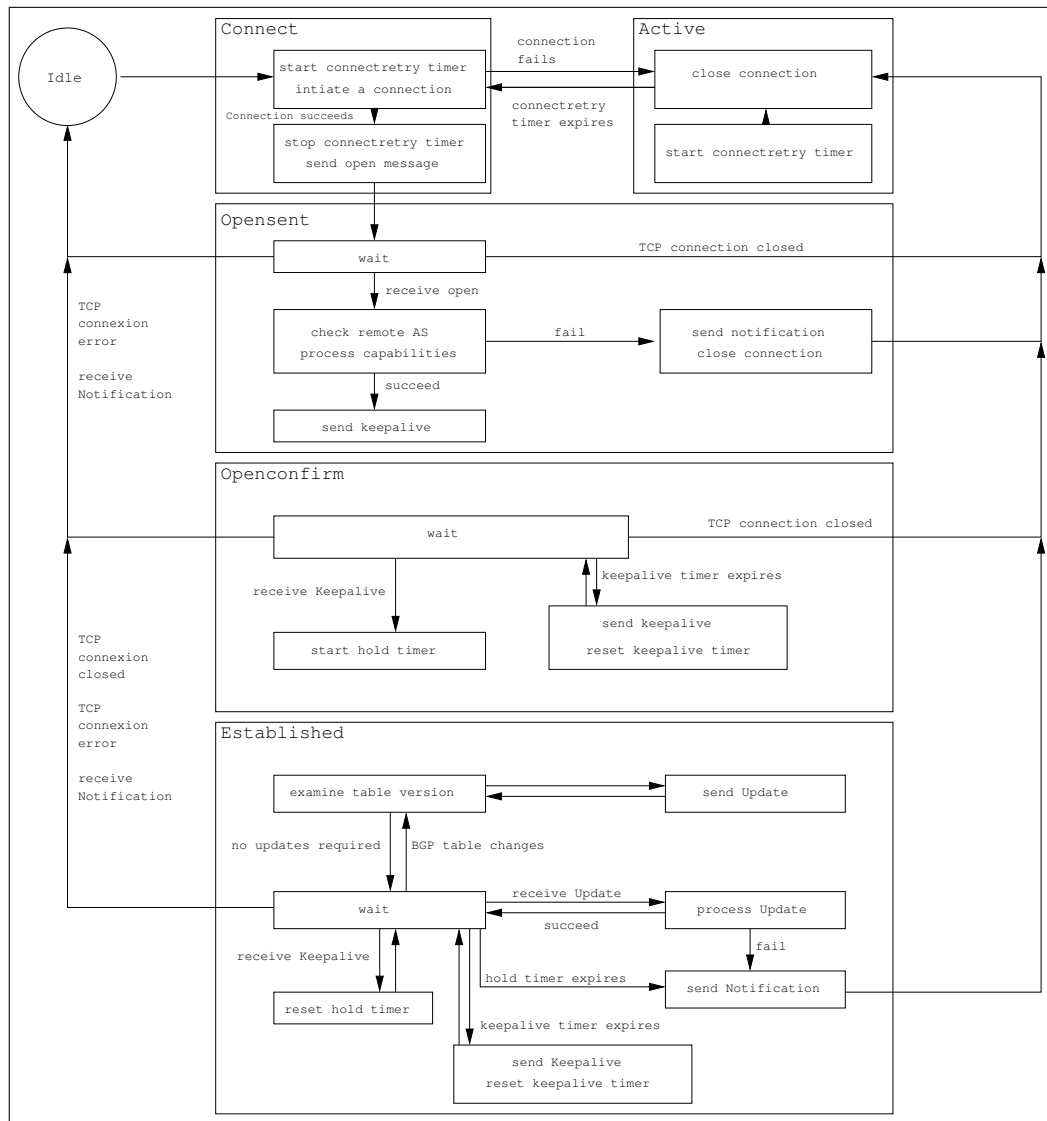 Connect
Active
Idle
start connectretry timer
intiate a connection
connection
fails
close connection
connectretry
timer expires
Connection succeeds
stop connectretry timer
send open message
start connectretry timer
Opensent
wait
TCP connection closed
receive open
TCP
connexion
error
receive
Notification
check remote AS
process capabilities
fail
send notification
close connection
succeed
send keepalive
Openconfirm
wait
TCP connection closed
receive Keepalive
keepalive timer expires
start hold timer
send keepalive
reset keepalive timer
TCP
connexion
closed
TCP
connexion
error
receive
Notification
Established
examine table version
send Update
no updates required
BGP table changes
wait
receive Update
succeed
process Update
fail
receive Keepalive
hold timer expires
send Notification
reset hold timer
keepalive timer expires
send Keepalive
reset keepalive timer